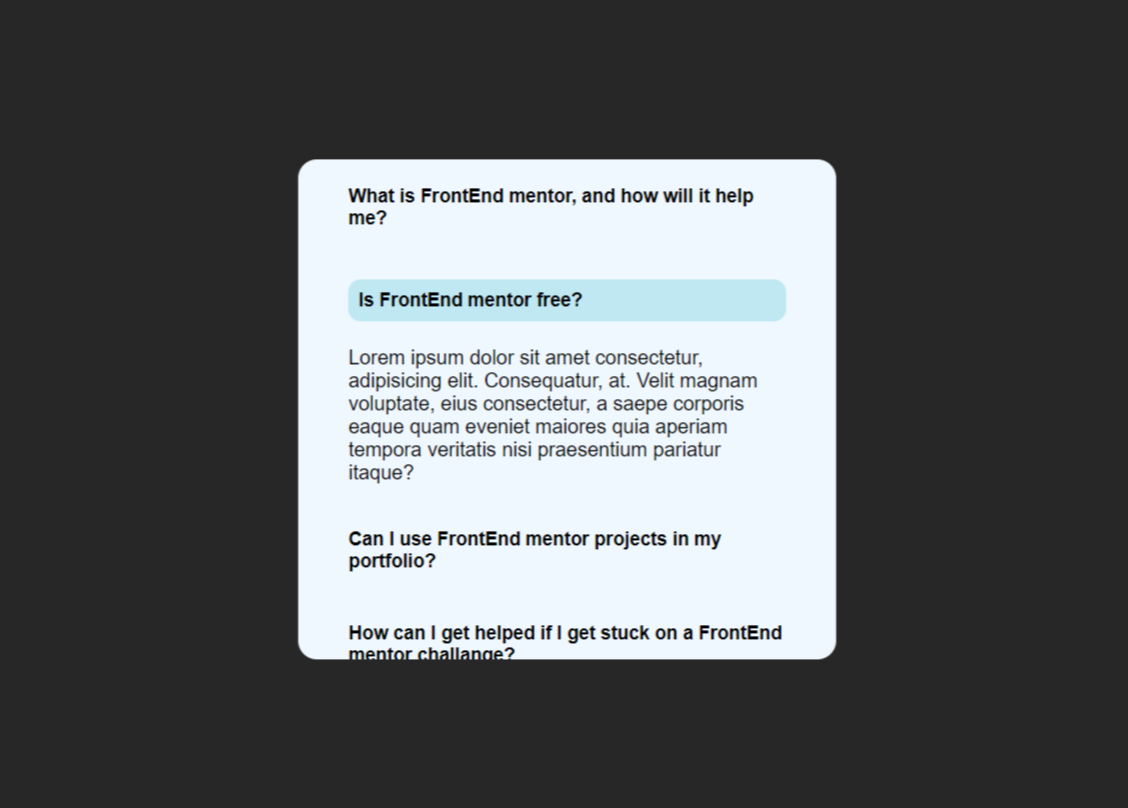 What is FrontEnd mentor, and how will it help
me?
Is FrontEnd mentor free?
Lorem ipsum dolor sit amet consectetur,
adipisicing elit. Consequatur, at. Velit magnam
voluptate, eius consectetur, a saepe corporis
eaque quam eveniet maiores quia aperiam
tempora veritatis nisi praesentium pariatur
itaque?
Can I use FrontEnd mentor projects in my
portfolio?
How can I get helped if I get stuck on a FrontEnd
mentor challange?